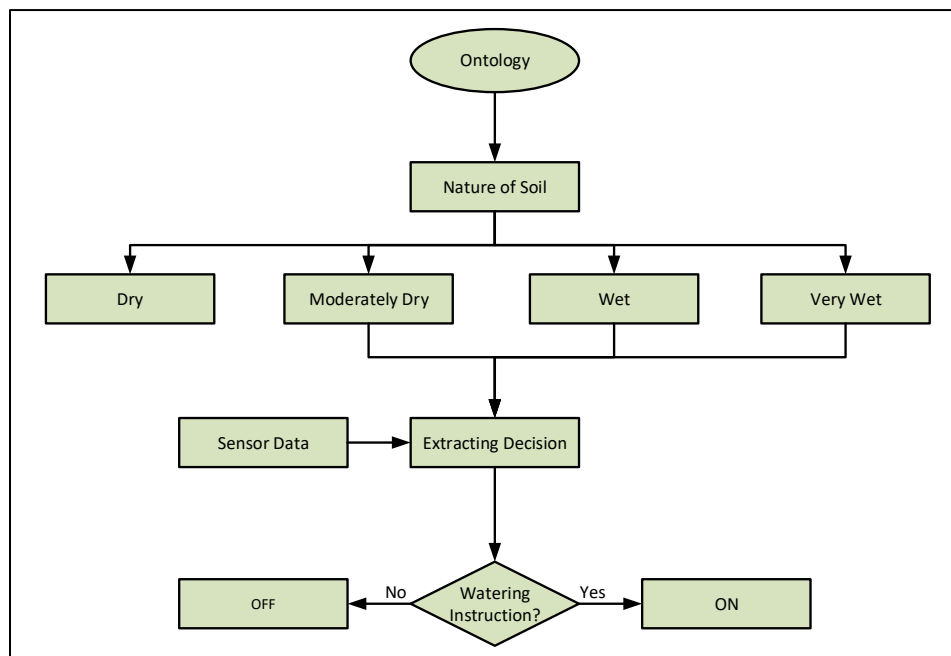 Ontology
Nature of Soil
Dry
Moderately Dry
Wet
Very Wet
Sensor Data
Extracting Decision
OFF
No
Watering
Instruction?
Yes
ON